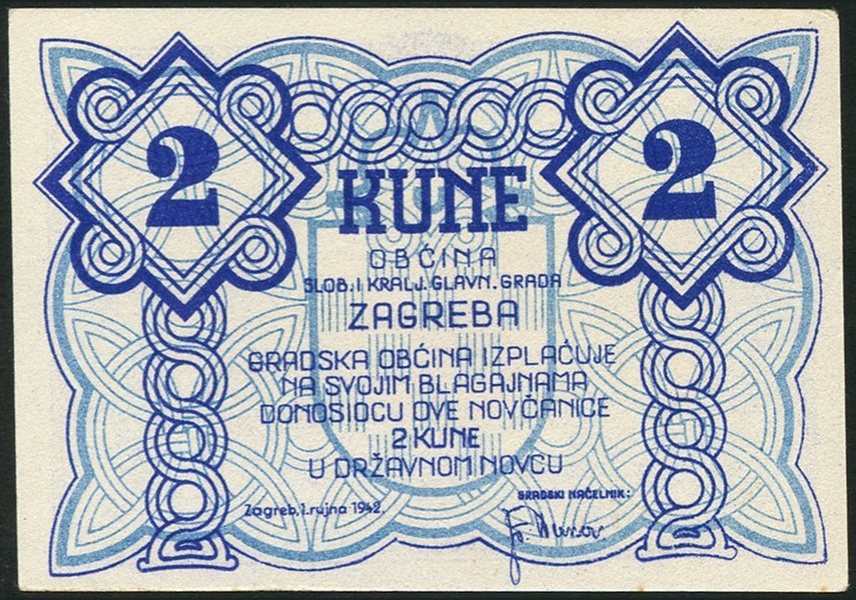 2
2
KUNE
OBĆINA
SLOB. I KRALJ. GLAVN. GRADA
ZAGREBA
GRADSKA OBĆINA IZPLAĆUJE
NA SVOJIM BLAGAJNAMA
DONOSIOCU OVE NOVČANICE
2 KUNE
U DRŽAVNOM NOVCU
Zagreb, 1. rujna 1942.
GRADSKI NAČELNIK: